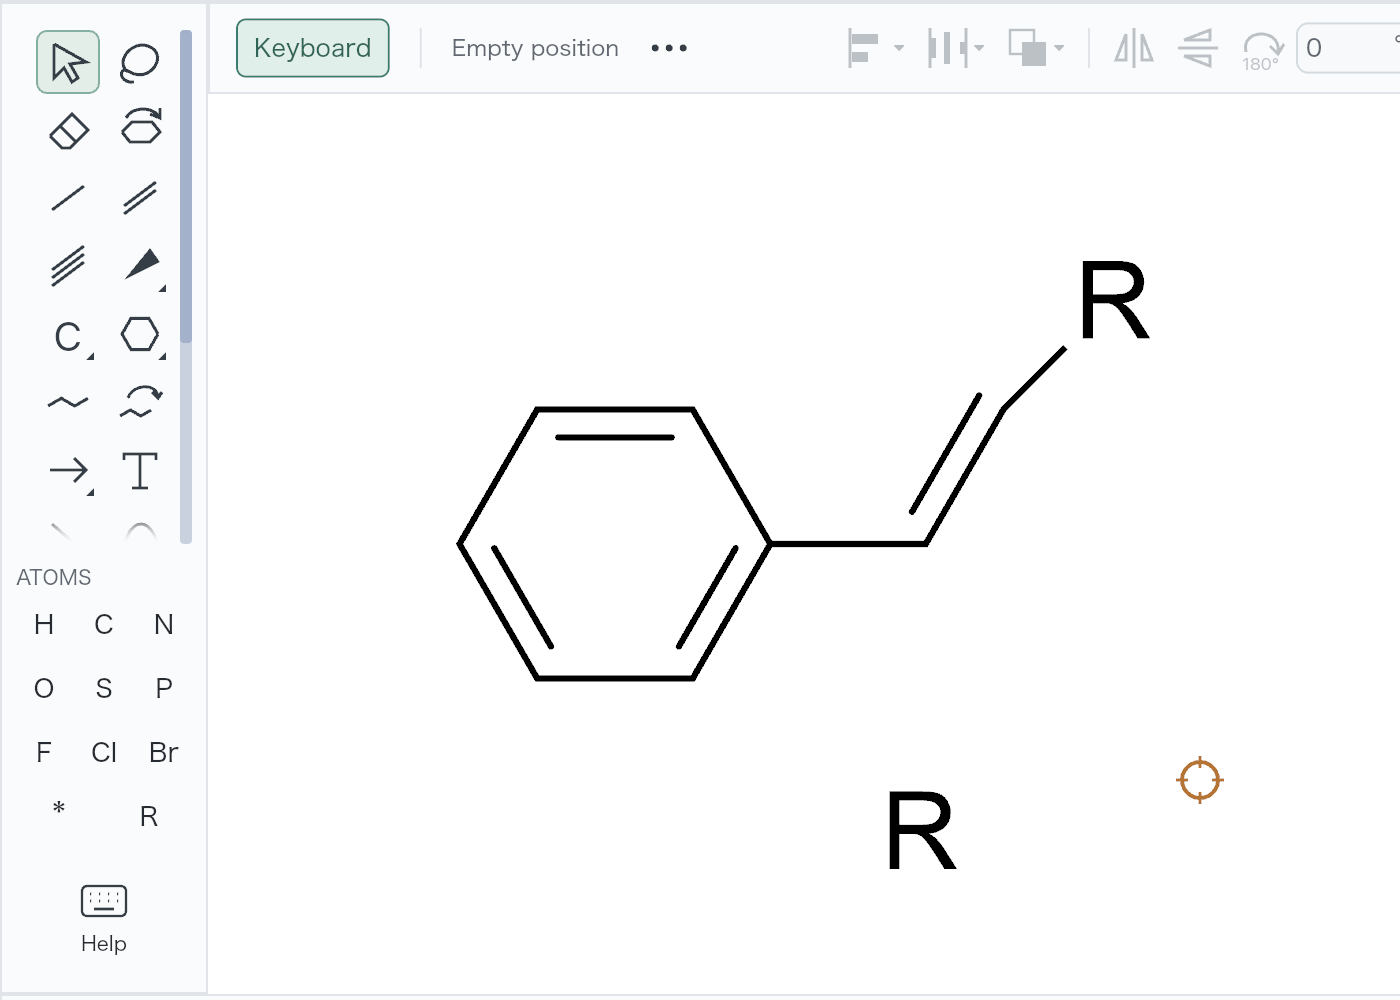 Keyboard
Empty position
180°
0 °
C
T
ATOMS
H C N
O S P
F Cl Br
* R
Help
R
R